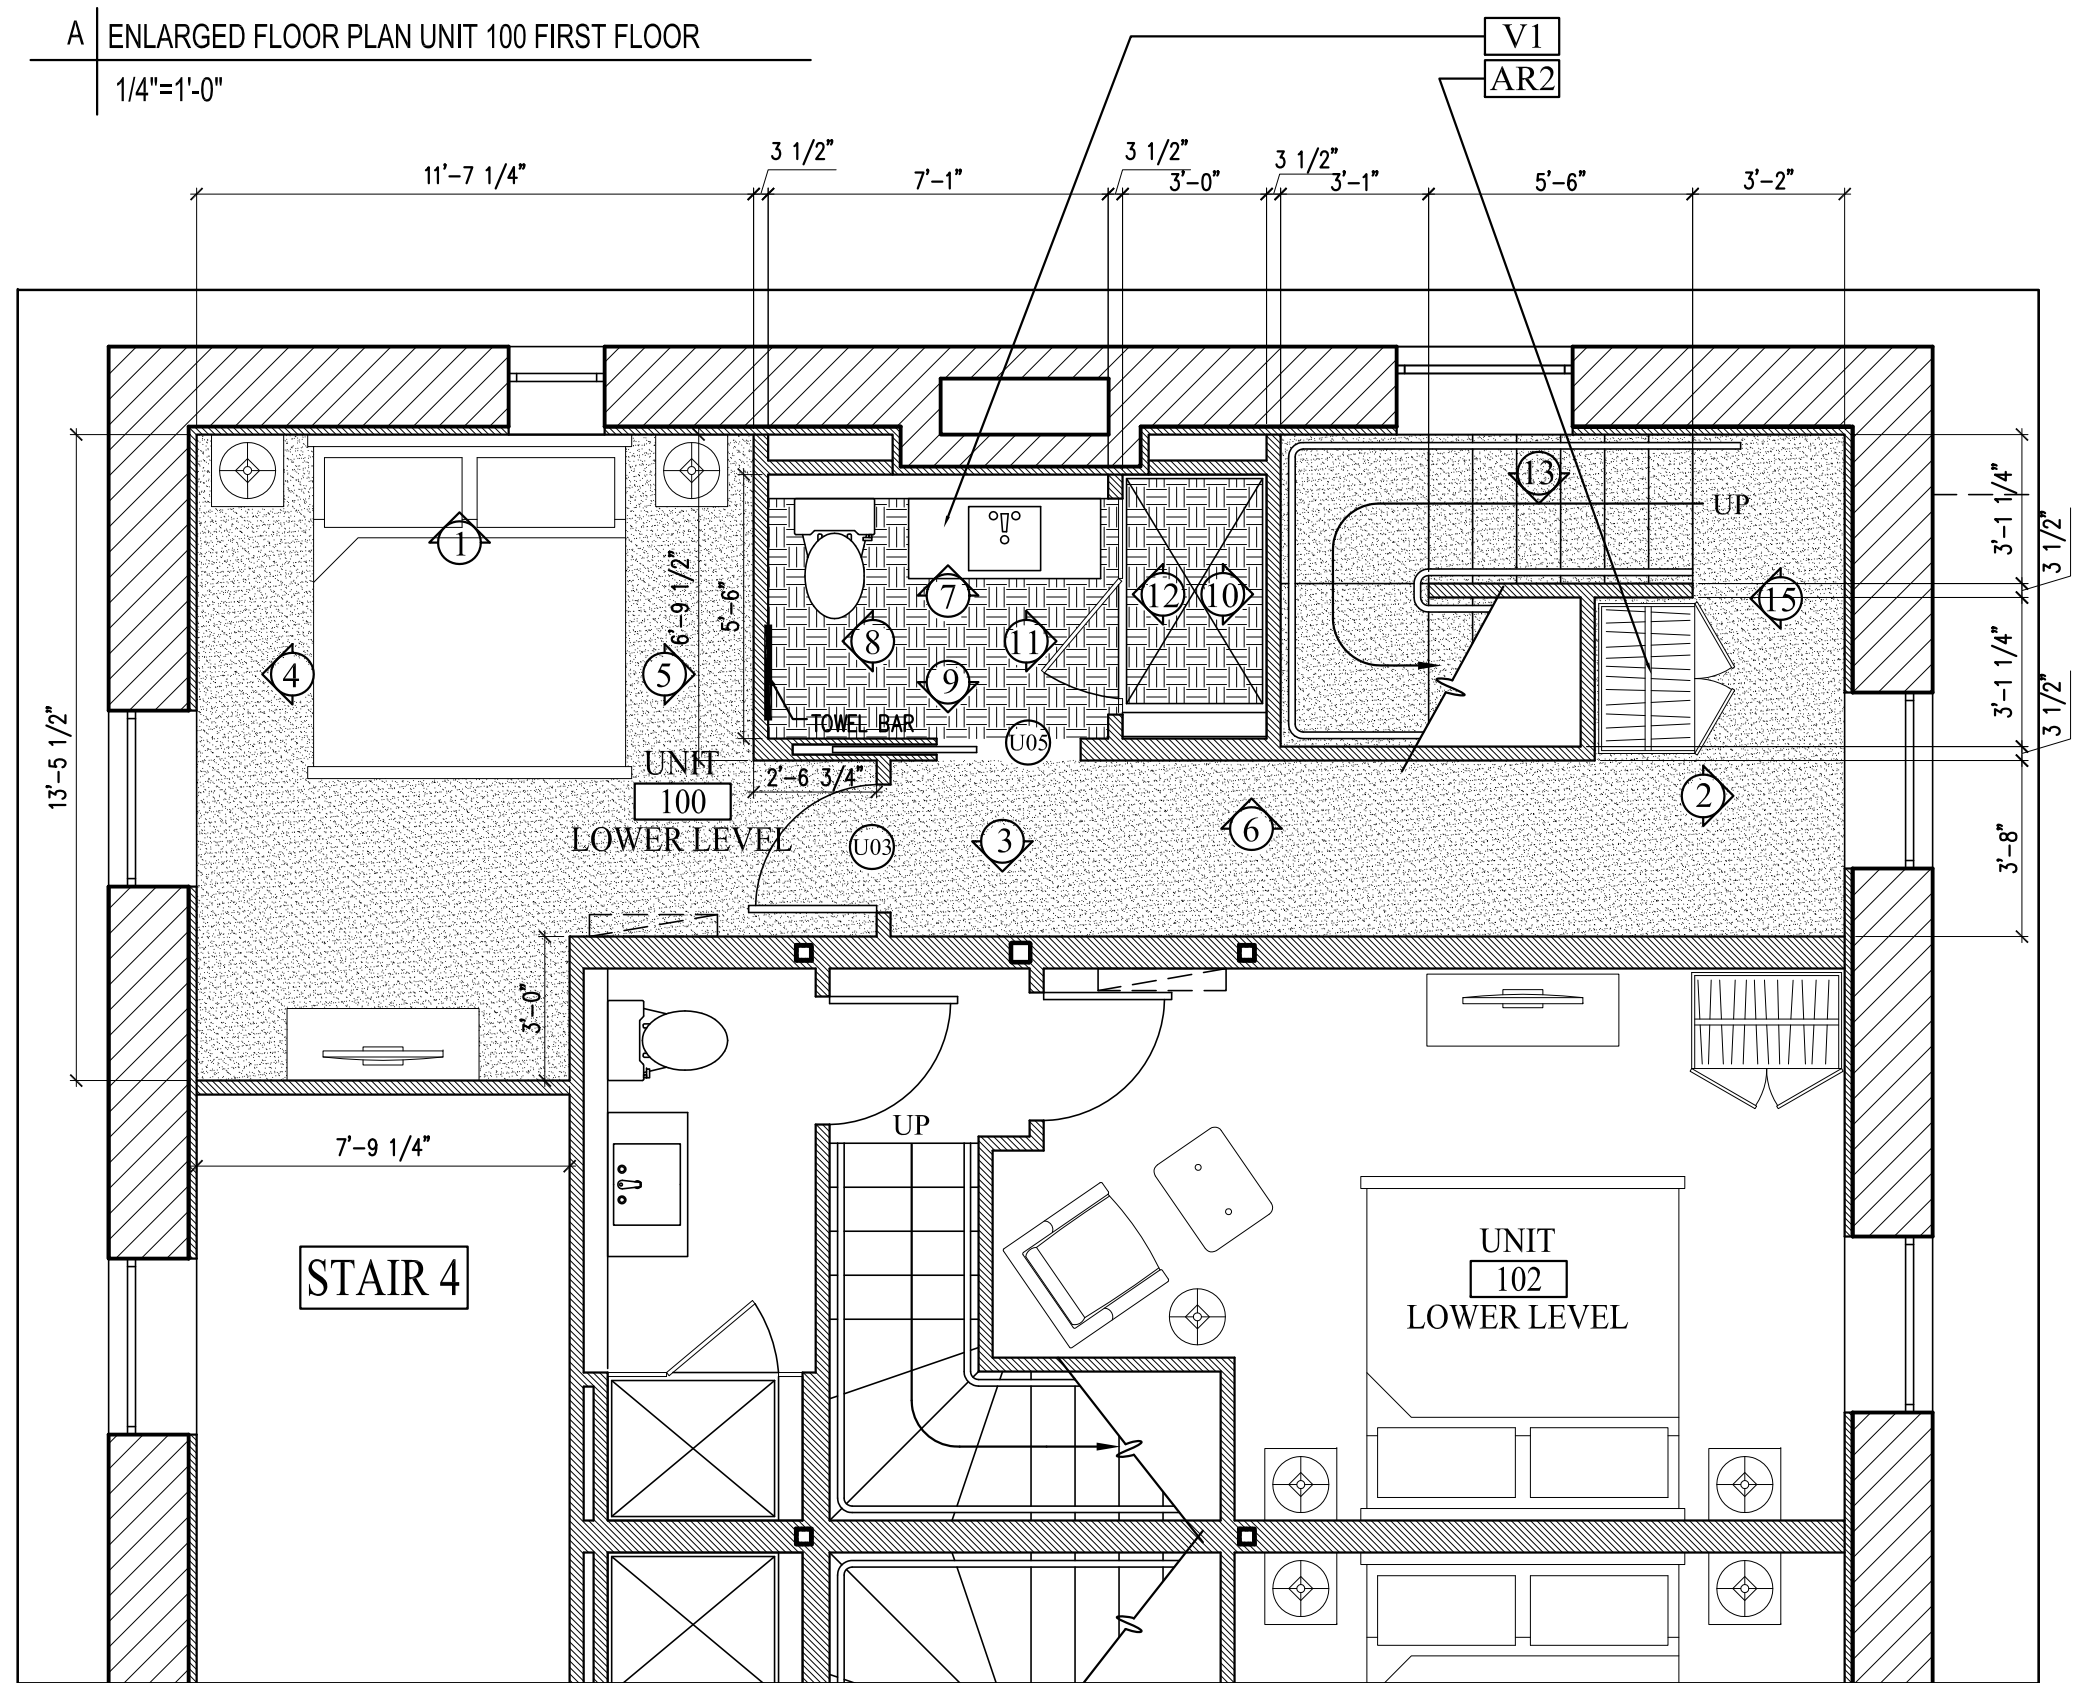 A ENLARGED FLOOR PLAN UNIT 100 FIRST FLOOR
1/4"=1'-0"
V1
AR2
3 1/2"
3 1/2"
3 1/2"
11'-7 1/4"
7'-1"
3'-0"
3'-1"
5'-6"
3'-2"
13
UP
3'-1 1/4"
3 1/2"
1
6'-9 1/2"
5'-6"
7
12
10
15
8
11
4
5
9
3'-1 1/4"
3 1/2"
13'-5 1/2"
TOWEL BAR
U05
UNIT
100
LOWER LEVEL
2'-6 3/4"
2
U03
3
6
3'-8"
3'-0"
UP
7'-9 1/4"
STAIR 4
UNIT
102
LOWER LEVEL